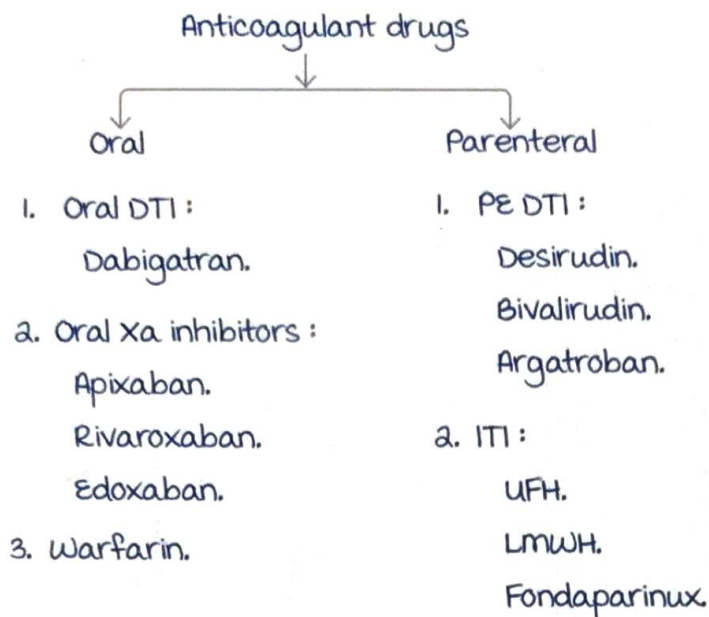 Anticoagulant drugs
Oral
1. Oral DTI :
Dabigatran.
2. Oral Xa inhibitors :
Apixaban.
Rivaroxaban.
Edoxaban.
3. Warfarin.
Parenteral
1. PE DTI :
Desirudin.
Bivalirudin.
Argatroban.
2. ITI :
UFH.
LMWH.
Fondaparinux.